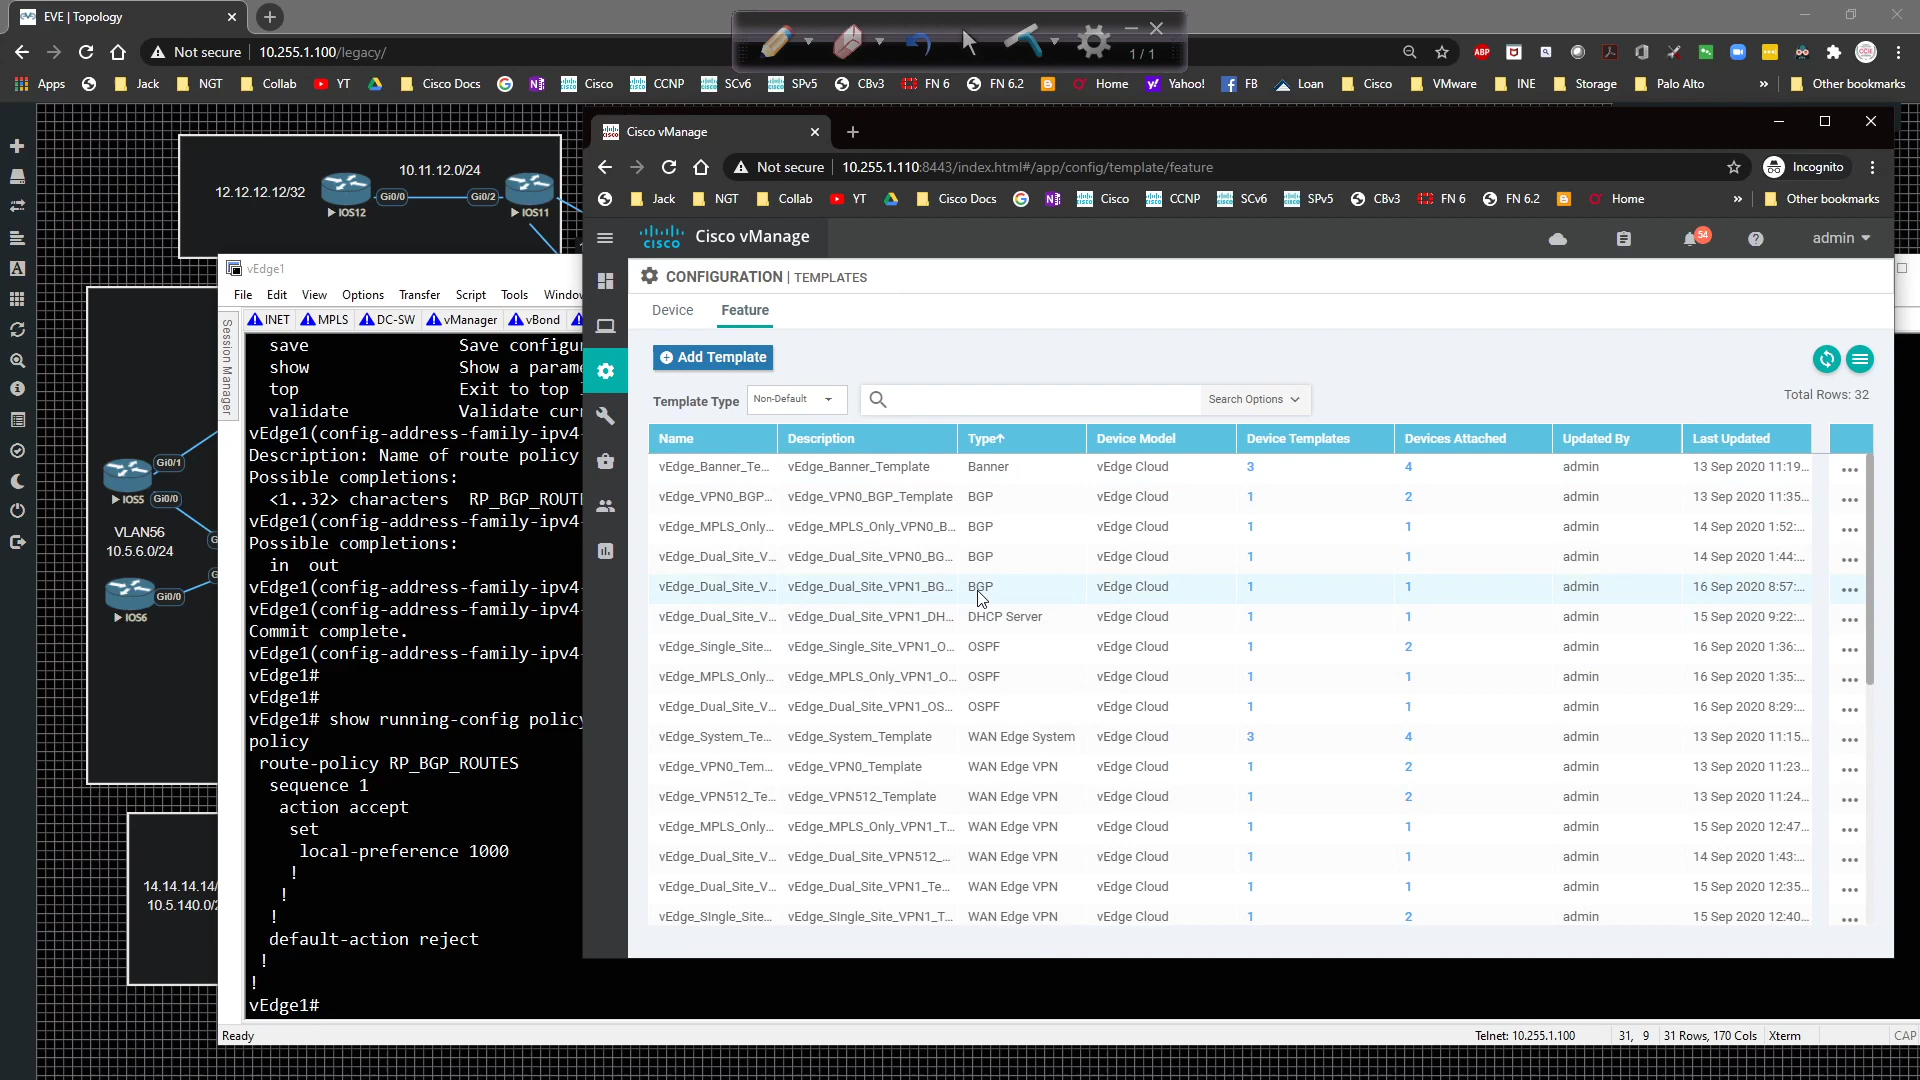 EVE | Topology
1 / 1
Not secure
10.255.1.100/legacy/
ABP
Apps
Jack
NGT
Collab
YT
Cisco Docs
Cisco
CCNP
SCv6
SPv5
CBv3
FN 6
FN 6.2
Home
Yahoo!
FB
Loan
Cisco
VMware
INE
Storage
Palo Alto
»
Other bookmarks
10.11.12.0/24
12.12.12.12/32
Gi0/0
Gi0/2
IOS12
IOS11
Gi0/1
IOS5
Gi0/0
VLAN56
10.5.6.0/24
Gi0/0
IOS6
14.14.14.14/
vEdge1
File Edit View Options Transfer Script Tools
INET
MPLS
DC-SW
vManager
vBond
Session Manager
save
show
top
validate
vEdge1(config-address-family-ipv4
Description: Name of route policy
Possible completions:
<1..32> characters
vEdge1(config-address-family-ipv4
Possible completions:
in out
vEdge1(config-address-family-ipv4
vEdge1(config-address-family-ipv4
Commit complete.
vEdge1(config-address-family-ipv4
vEdge1#
vEdge1#
vEdge1# show running-config policy
policy
route-policy RP_BGP_ROUTES
sequence 1
action accept
set
local-preference 1000
!
!
!
default-action reject
!
!
vEdge1#
Ready
Telnet: 10.255.1.100
31, 9
31 Rows, 170 Cols
Xterm
CAP
Cisco vManage
Not secure
10.255.1.110:8443/index.html#/app/config/template/feature
Incognito
Jack
NGT
Collab
YT
Cisco Docs
Cisco
CCNP
SCv6
SPv5
CBv3
FN 6
FN 6.2
Home
»
Other bookmarks
CISCO
Cisco vManage
54
admin
CONFIGURATION | TEMPLATES
Device
Feature
Add Template
Template Type
Non-Default
Search Options
Total Rows: 32
Name Description Type Device Model Device Templates Devices Attached Updated By Last Updated
vEdge_Banner_Te... vEdge_Banner_Template Banner vEdge Cloud 3 4 admin 13 Sep 2020 11:19...
vEdge_VPN0_BGP... vEdge_VPN0_BGP_Template BGP vEdge Cloud 1 2 admin 13 Sep 2020 11:35...
vEdge_MPLS_Only... vEdge_MPLS_Only_VPN0_B... BGP vEdge Cloud 1 1 admin 14 Sep 2020 1:52:...
vEdge_Dual_Site_V... vEdge_Dual_Site_VPN0_BG... BGP vEdge Cloud 1 1 admin 14 Sep 2020 1:44:...
vEdge_Dual_Site_V... vEdge_Dual_Site_VPN1_BG... BGP vEdge Cloud 1 1 admin 16 Sep 2020 8:57:...
vEdge_Dual_Site_V... vEdge_Dual_Site_VPN1_DH... DHCP Server vEdge Cloud 1 1 admin 15 Sep 2020 9:22:...
vEdge_Single_Site... vEdge_Single_Site_VPN1_O... OSPF vEdge Cloud 1 2 admin 16 Sep 2020 1:36:...
vEdge_MPLS_Only... vEdge_MPLS_Only_VPN1_O... OSPF vEdge Cloud 1 1 admin 16 Sep 2020 1:35:...
vEdge_Dual_Site_V... vEdge_Dual_Site_VPN1_OS... OSPF vEdge Cloud 1 1 admin 16 Sep 2020 8:29:...
vEdge_System_Te... vEdge_System_Template WAN Edge System vEdge Cloud 3 4 admin 13 Sep 2020 11:15...
vEdge_VPN0_Tem... vEdge_VPN0_Template WAN Edge VPN vEdge Cloud 1 2 admin 13 Sep 2020 11:23...
vEdge_VPN512_Te... vEdge_VPN512_Template WAN Edge VPN vEdge Cloud 1 2 admin 13 Sep 2020 11:24...
vEdge_MPLS_Only... vEdge_MPLS_Only_VPN1_T... WAN Edge VPN vEdge Cloud 1 1 admin 15 Sep 2020 12:47...
vEdge_Dual_Site_V... vEdge_Dual_Site_VPN512_... WAN Edge VPN vEdge Cloud 1 1 admin 14 Sep 2020 1:43:...
vEdge_Dual_Site_V... vEdge_Dual_Site_VPN1_Te... WAN Edge VPN vEdge Cloud 1 1 admin 15 Sep 2020 12:35...
vEdge_SIngle_Site... vEdge_SIngle_Site_VPN1_T... WAN Edge VPN vEdge Cloud 1 2 admin 15 Sep 2020 12:40...